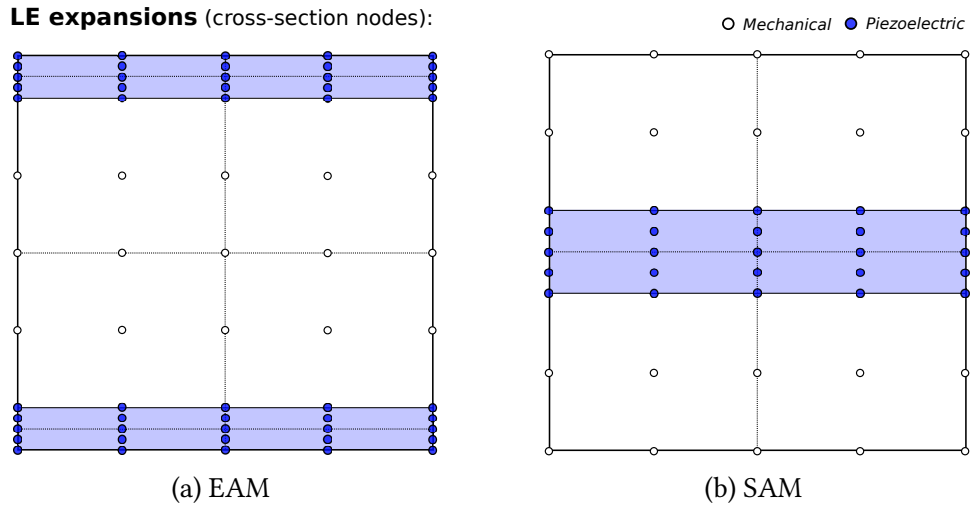 LE expansions (cross-section nodes):
Mechanical Piezoelectric
(a) EAM
(b) SAM